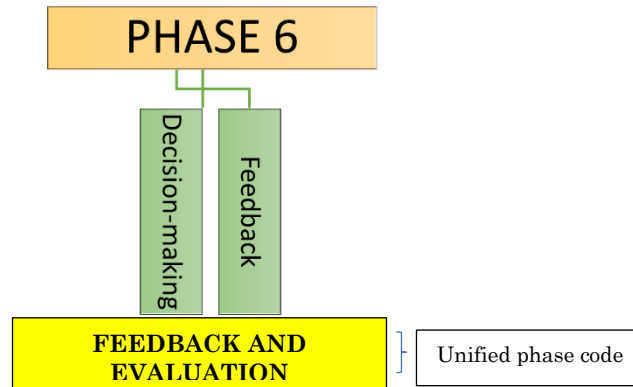 PHASE 6
Decision-making
Feedback
FEEDBACK AND
EVALUATION
Unified phase code